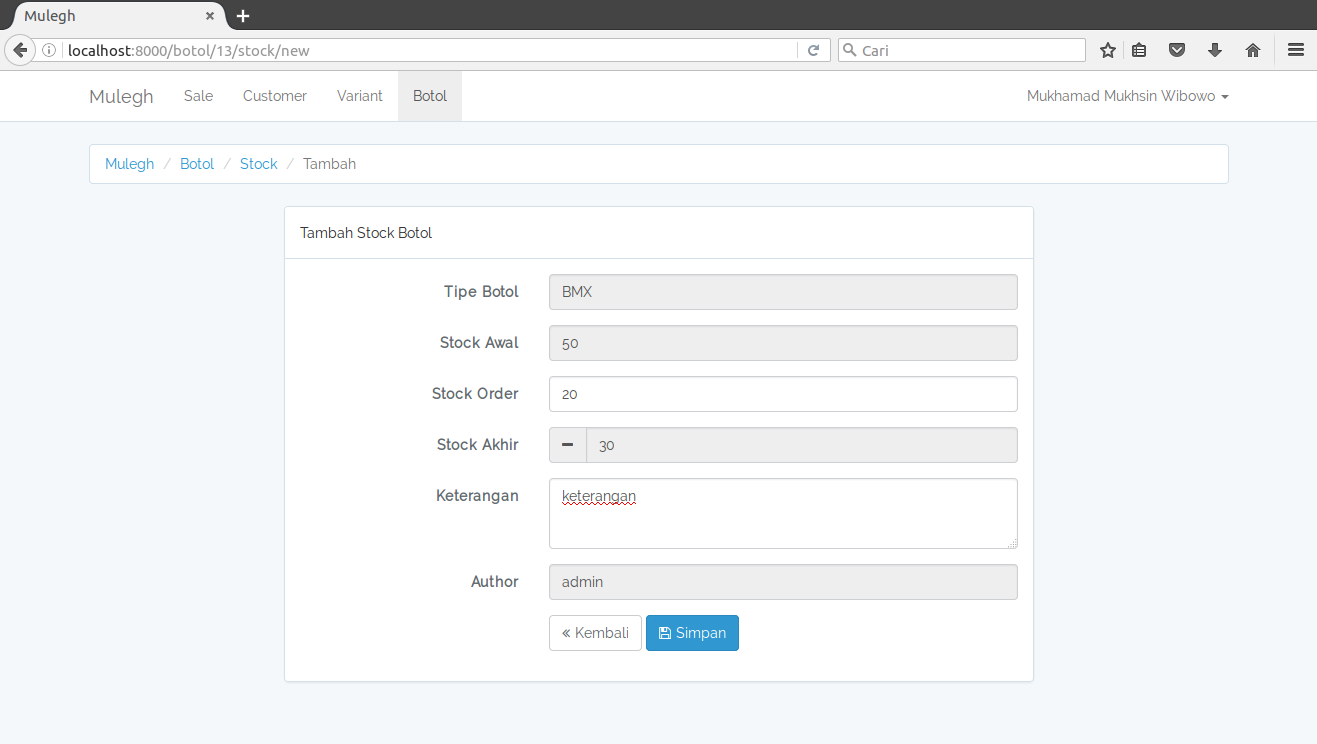 Mulegh
localhost:8000/botol/13/stock/new
Cari
Mulegh Sale Customer Variant Botol Mukhamad Mukhsin Wibowo
Mulegh / Botol / Stock / Tambah
Tambah Stock Botol
Tipe Botol BMX
Stock Awal 50
Stock Order 20
Stock Akhir 30
Keterangan keterangan
Author admin
« Kembali Simpan